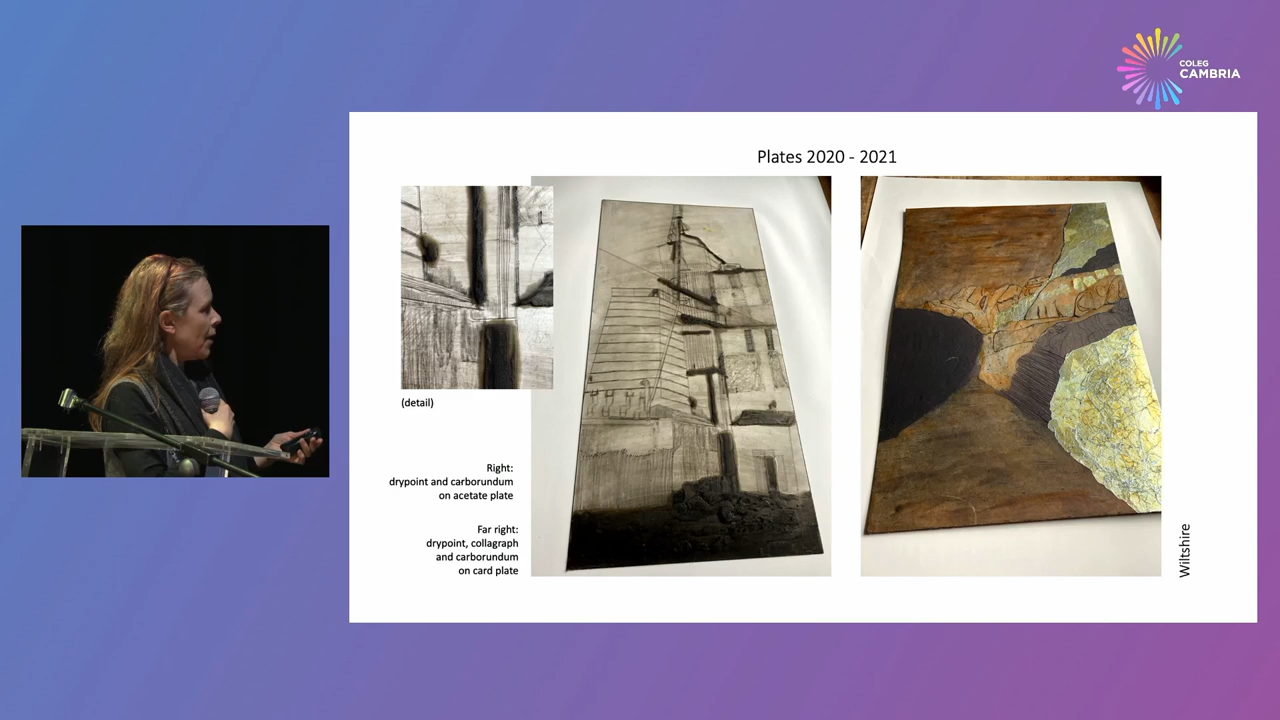 COLEG
CAMBRIA
Plates 2020 - 2021
(detail)
Right:
drypoint and carborundum
on acetate plate
Far right:
drypoint, collagraph
and carborundum
on card plate
Wiltshire